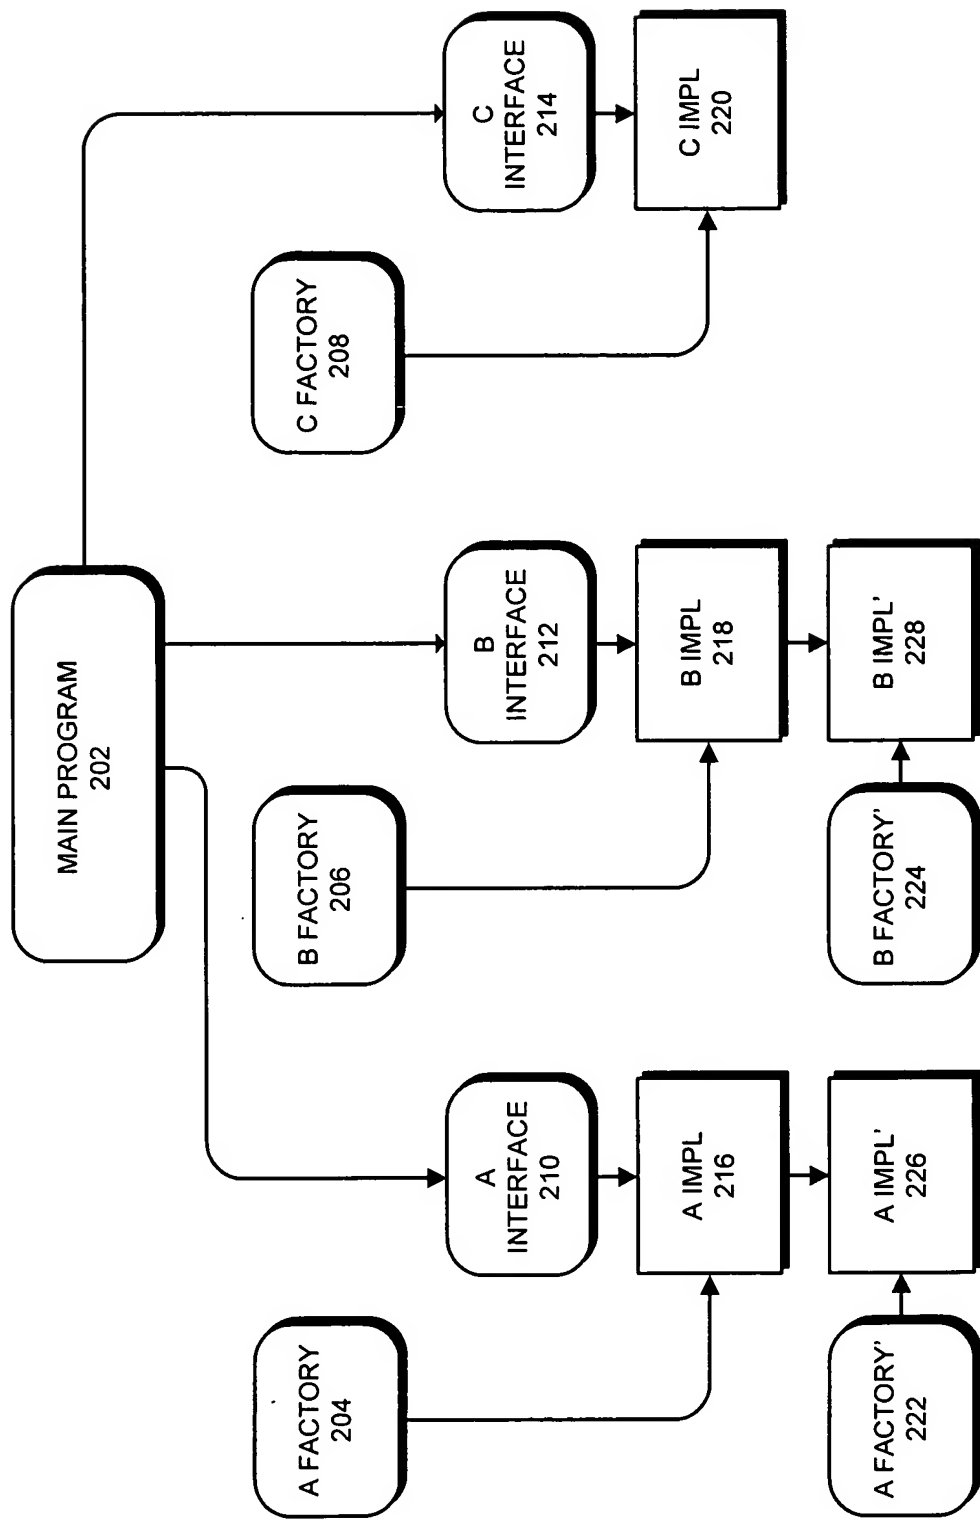 MAIN PROGRAM
202
A FACTORY
204
B FACTORY
206
C FACTORY
208
A
INTERFACE
210
B
INTERFACE
212
C
INTERFACE
214
A IMPL
216
B IMPL
218
C IMPL
220
A FACTORY'
222
A IMPL'
226
B FACTORY'
224
B IMPL'
228